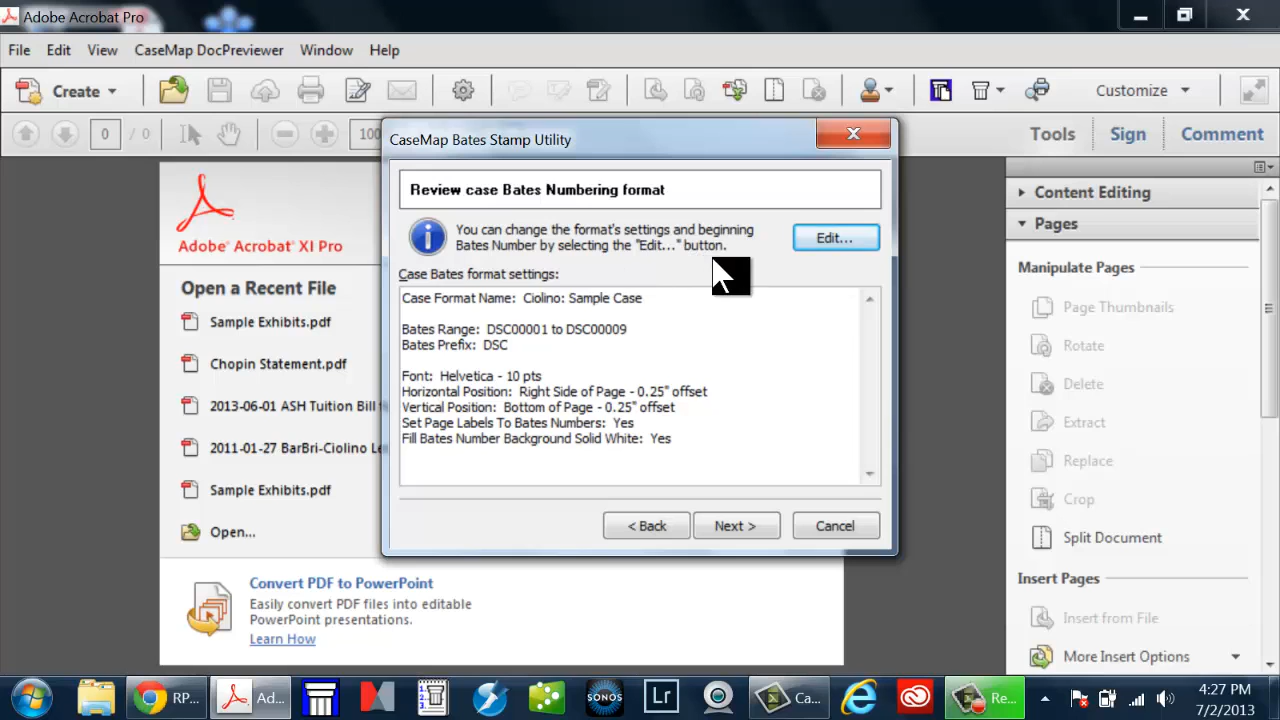 Adobe Acrobat Pro
File Edit View CaseMap DocPreviewer Window Help
Create Customize
0 / 0 100 Tools Sign Comment
CaseMap Bates Stamp Utility
Review case Bates Numbering format
You can change the format's settings and beginning
Bates Number by selecting the "Edit..." button.
Edit...
Case Bates format settings:
Case Format Name: Ciolino: Sample Case
Bates Range: DSC00001 to DSC00009
Bates Prefix: DSC
Font: Helvetica - 10 pts
Horizontal Position: Right Side of Page - 0.25" offset
Vertical Position: Bottom of Page - 0.25" offset
Set Page Labels To Bates Numbers: Yes
Fill Bates Number Background Solid White: Yes
< Back Next > Cancel
Adobe® Acrobat® XI Pro
Open a Recent File
Sample Exhibits.pdf
Chopin Statement.pdf
2013-06-01 ASH Tuition Bill
2011-01-27 BarBri-Ciolino Le
Sample Exhibits.pdf
Open...
Convert PDF to PowerPoint
Easily convert PDF files into editable
PowerPoint presentations.
Learn How
Content Editing
Pages
Manipulate Pages
Page Thumbnails
Rotate
Delete
Extract
Replace
Crop
Split Document
Insert Pages
Insert from File
More Insert Options
RP... Ad... SONOS Lr Ca... Re...
4:27 PM
7/2/2013